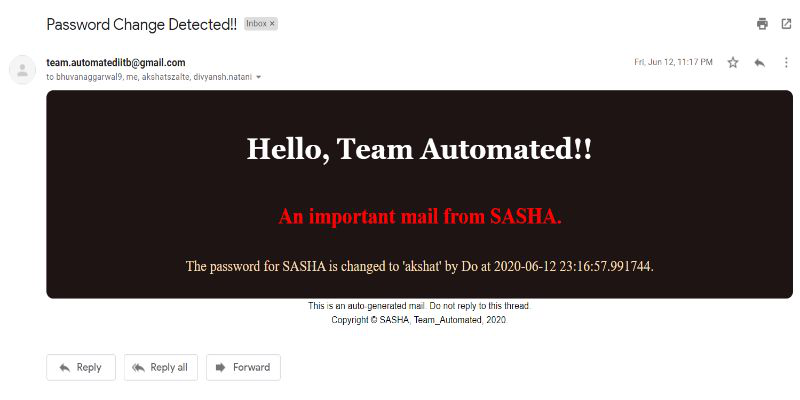 Password Change Detected!! Inbox ×
team.automatediitb@gmail.com Fri, Jun 12, 11:17 PM
to bhuvanaggarwal9, me, akshatszalte, divyansh.natani
Hello, Team Automated!!
An important mail from SASHA.
The password for SASHA is changed to 'akshat' by Do at 2020-06-12 23:16:57.991744.
This is an auto-generated mail. Do not reply to this thread.
Copyright © SASHA, Team_Automated, 2020.
Reply Reply all Forward